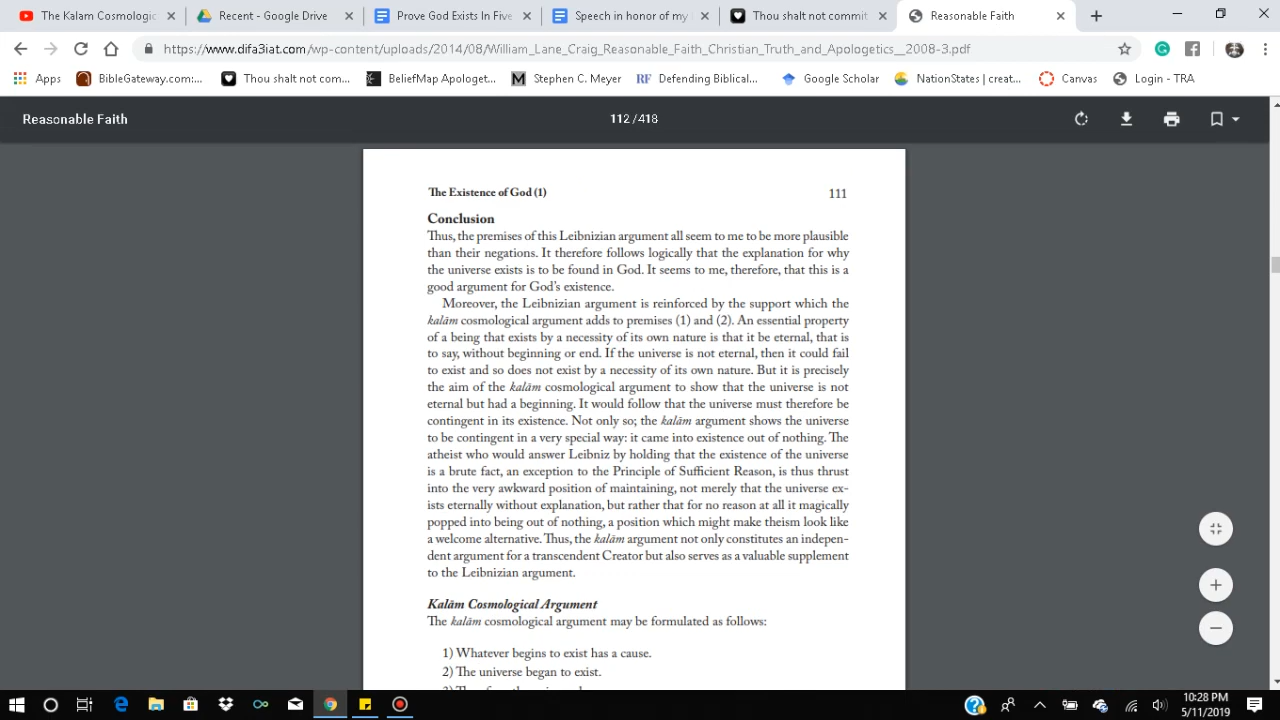 The Kalam Cosmologic
Recent - Google Drive
Prove God Exists In Five
Speech in honor of my
Thou shalt not commit
Reasonable Faith
https://www.difa3iat.com/wp-content/uploads/2014/08/William_Lane_Craig_Reasonable_Faith_Christian_Truth_and_Apologetics__2008-3.pdf
Apps
BibleGateway.com:...
Thou shalt not com...
BeliefMap Apologet...
M Stephen C. Meyer
RF Defending Biblical...
Google Scholar
NationStates | creat...
Canvas
Login - TRA
Reasonable Faith
112 / 418
The Existence of God (1)
111
Conclusion
Thus, the premises of this Leibnizian argument all seem to me to be more plausible
than their negations. It therefore follows logically that the explanation for why
the universe exists is to be found in God. It seems to me, therefore, that this is a
good argument for God's existence.
Moreover, the Leibnizian argument is reinforced by the support which the
kalām cosmological argument adds to premises (1) and (2). An essential property
of a being that exists by a necessity of its own nature is that it be eternal, that is
to say, without beginning or end. If the universe is not eternal, then it could fail
to exist and so does not exist by a necessity of its own nature. But it is precisely
the aim of the kalām cosmological argument to show that the universe is not
eternal but had a beginning. It would follow that the universe must therefore be
contingent in its existence. Not only so; the kalām argument shows the universe
to be contingent in a very special way: it came into existence out of nothing. The
atheist who would answer Leibniz by holding that the existence of the universe
is a brute fact, an exception to the Principle of Sufficient Reason, is thus thrust
into the very awkward position of maintaining, not merely that the universe ex-
ists eternally without explanation, but rather that for no reason at all it magically
popped into being out of nothing, a position which might make theism look like
a welcome alternative. Thus, the kalām argument not only constitutes an indepen-
dent argument for a transcendent Creator but also serves as a valuable supplement
to the Leibnizian argument.
Kalām Cosmological Argument
The kalām cosmological argument may be formulated as follows:
1) Whatever begins to exist has a cause.
2) The universe began to exist.
10:28 PM
5/11/2019